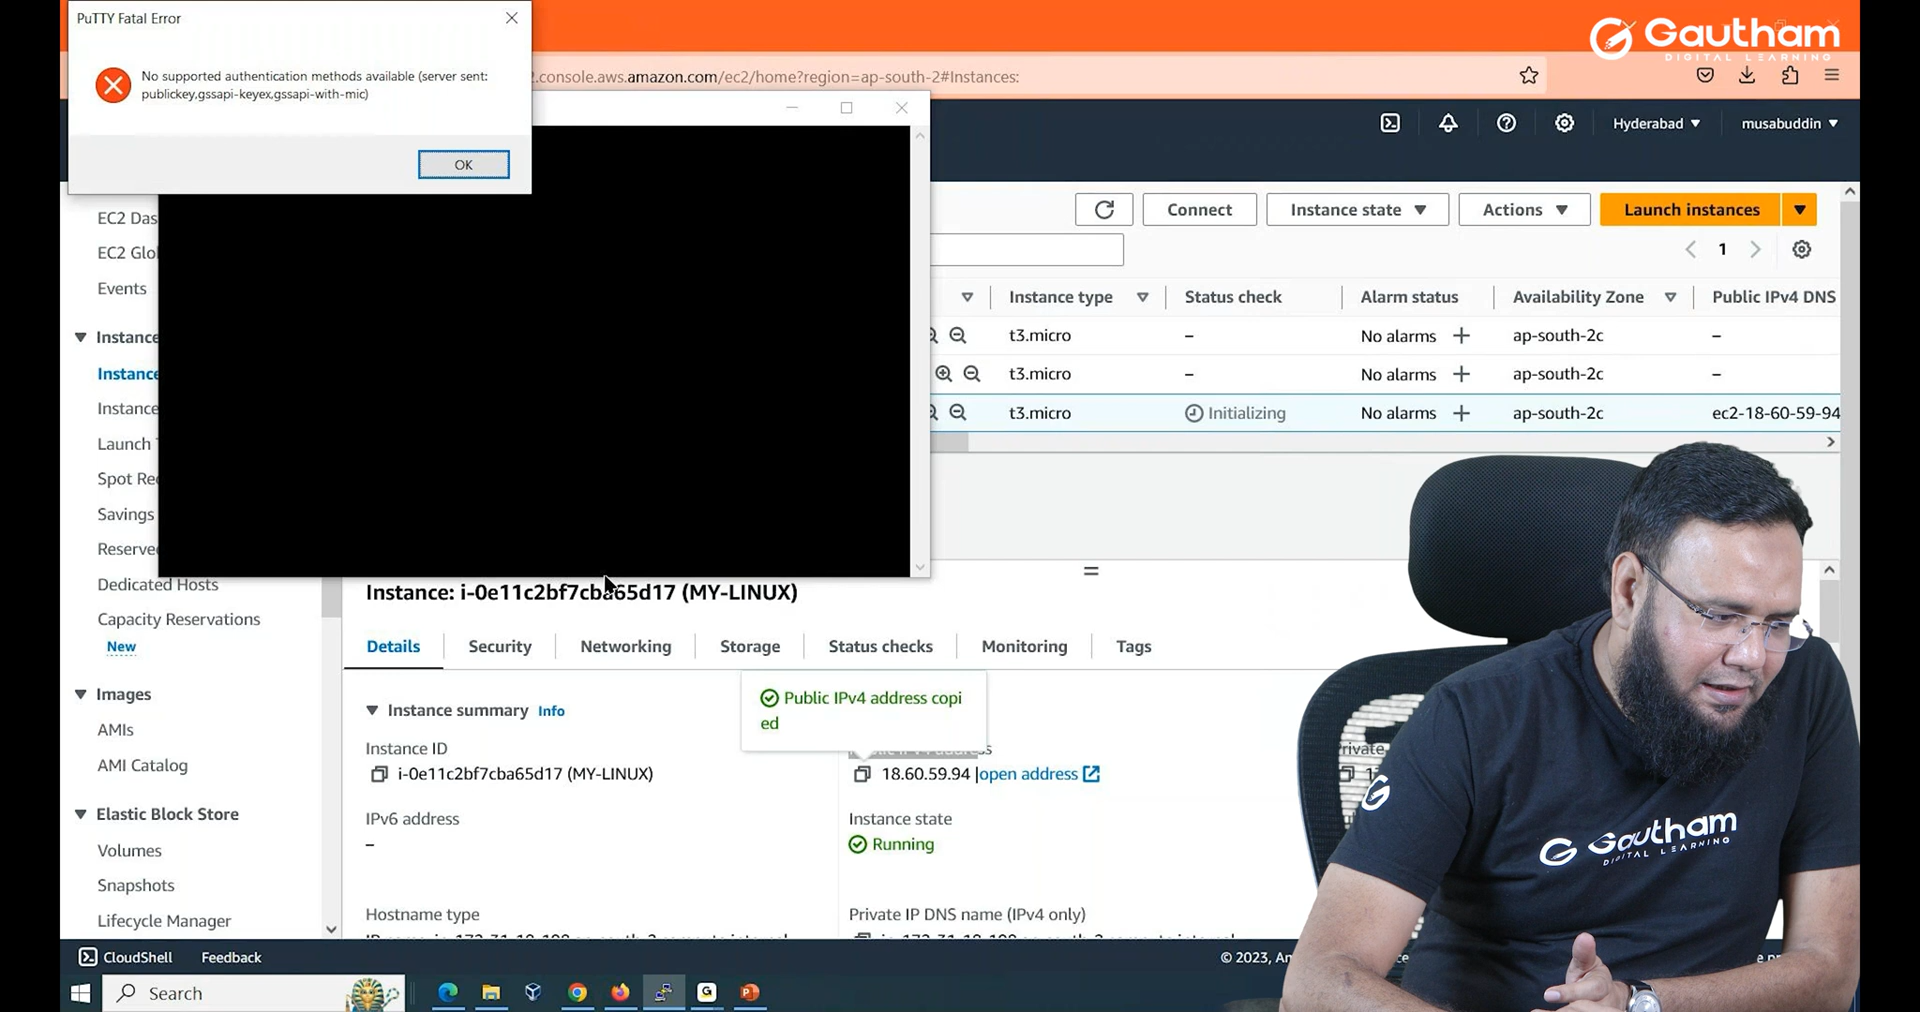 PuTTY Fatal Error
No supported authentication methods available (server sent:
publickey,gssapi-keyex,gssapi-with-mic)
OK
Gautham
DIGITAL LEARNING
.console.aws.amazon.com/ec2/home?region=ap-south-2#Instances:
Hyderabad
musabuddin
EC2 Das
EC2 Glo
Events
Instance
Instance
Instance
Launch
Spot Re
Savings
Reserve
Dedicated Hosts
Capacity Reservations
New
Images
AMIs
AMI Catalog
Elastic Block Store
Volumes
Snapshots
Lifecycle Manager
Connect
Instance state
Actions
Launch instances
1
Instance type
Status check
Alarm status
Availability Zone
Public IPv4 DNS
t3.micro – No alarms + ap-south-2c –
t3.micro – No alarms + ap-south-2c –
t3.micro Initializing No alarms + ap-south-2c ec2-18-60-59-94
Instance: i-0e11c2bf7cba65d17 (MY-LINUX)
Details
Security
Networking
Storage
Status checks
Monitoring
Tags
Public IPv4 address copi
ed
Instance summary Info
Instance ID
i-0e11c2bf7cba65d17 (MY-LINUX)
18.60.59.94 |open address
IPv6 address
–
Instance state
Running
Hostname type
Private IP DNS name (IPv4 only)
Gautham
DIGITAL LEARNING
CloudShell
Feedback
© 2023, Am
Search